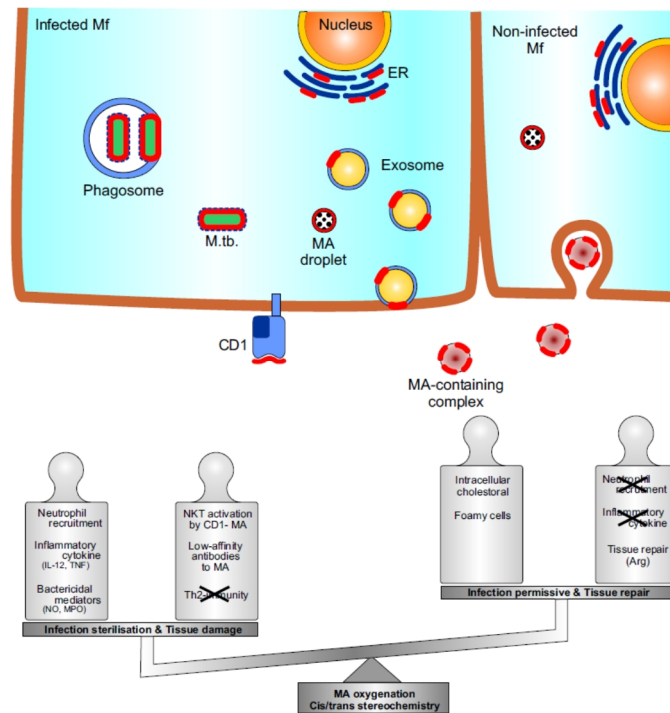 Infected Mf
Nucleus
ER
Non-infected
Mf
Phagosome
Exosome
M.tb.
MA
droplet
CD1
MA-containing
complex
Neutrophil
recruitment
Inflammatory
cytokine
(IL-12, TNF)
Bactericidal
mediators
(NO, MPO)
NKT activation
by CD1- MA
Low-affinity
antibodies
to MA
Th2-immunity
Infection sterilisation & Tissue damage
Intracellular
cholestoral
Foamy cells
Neutrophil
recruitment
Inflammatory
cytokine
Tissue repair
(Arg)
Infection permissive & Tissue repair
MA oxygenation
Cis/trans stereochemistry